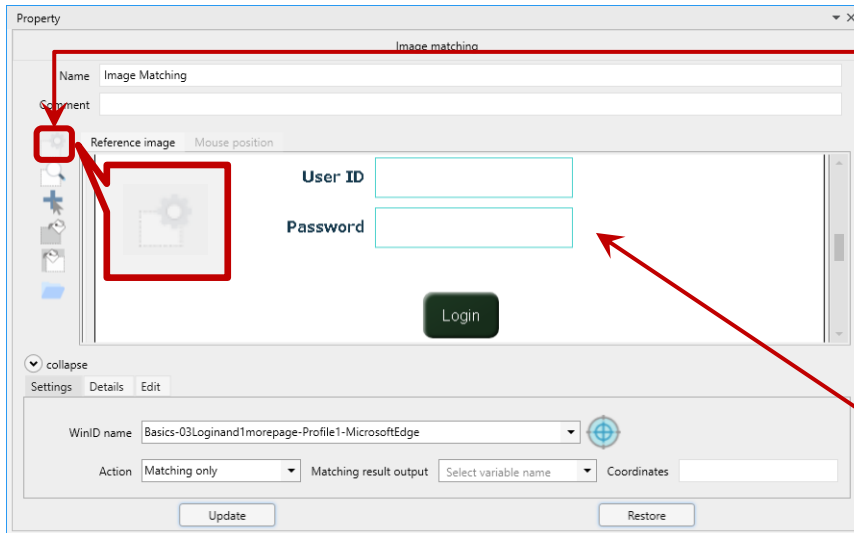 Property
Image matching
Name Image Matching
Comment
Reference image Mouse position
User ID
Password
Login
collapse
Settings Details Edit
WinID name Basics-03Loginand1morepage-Profile1-MicrosoftEdge
Action Matching only Matching result output Select variable name Coordinates
Update Restore